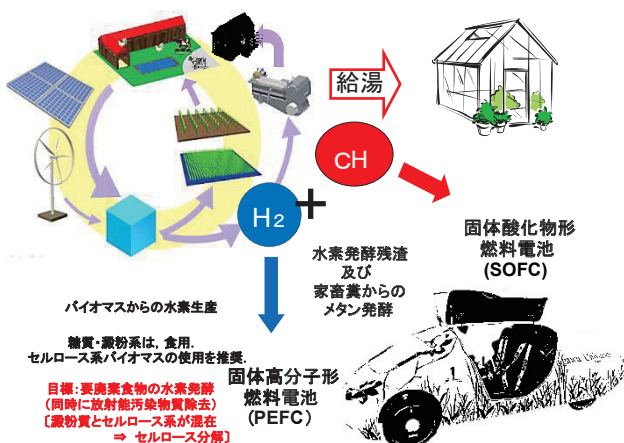 給湯
CH
H2
+
固体酸化物形
燃料電池
(SOFC)
水素発酵残渣
及び
家畜糞からの
メタン発酵
バイオマスからの水素生産
糖質・澱粉系は, 食用.
セルロース系バイオマスの使用を推奨.
目標:要廃棄食物の水素発酵
(同時に放射能汚染物質除去)
〔澱粉質とセルロース系が混在
⇒ セルロース分解〕
固体高分子形
燃料電池
(PEFC)